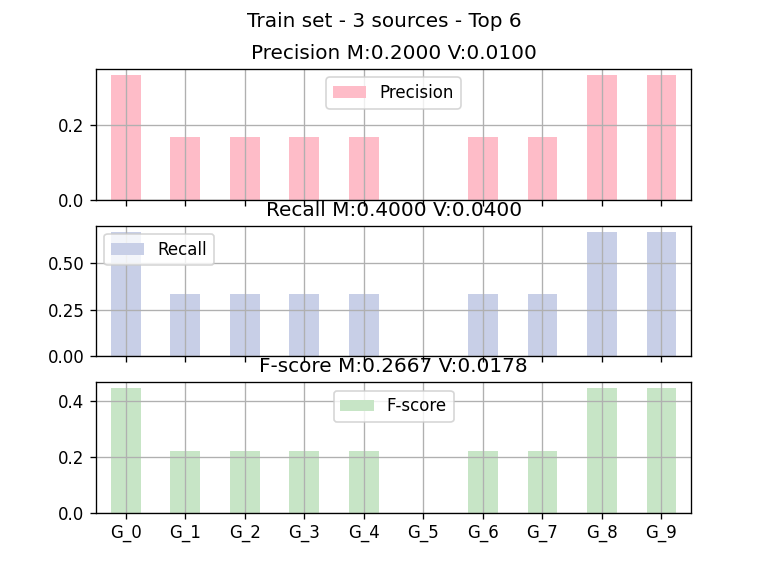 Train set - 3 sources - Top 6
Precision M:0.2000 V:0.0100
Precision
0.2
0.0
Recall M:0.4000 V:0.0400
Recall
0.50
0.25
0.00
F-score M:0.2667 V:0.0178
F-score
0.4
0.2
0.0
G_0 G_1 G_2 G_3 G_4 G_5 G_6 G_7 G_8 G_9